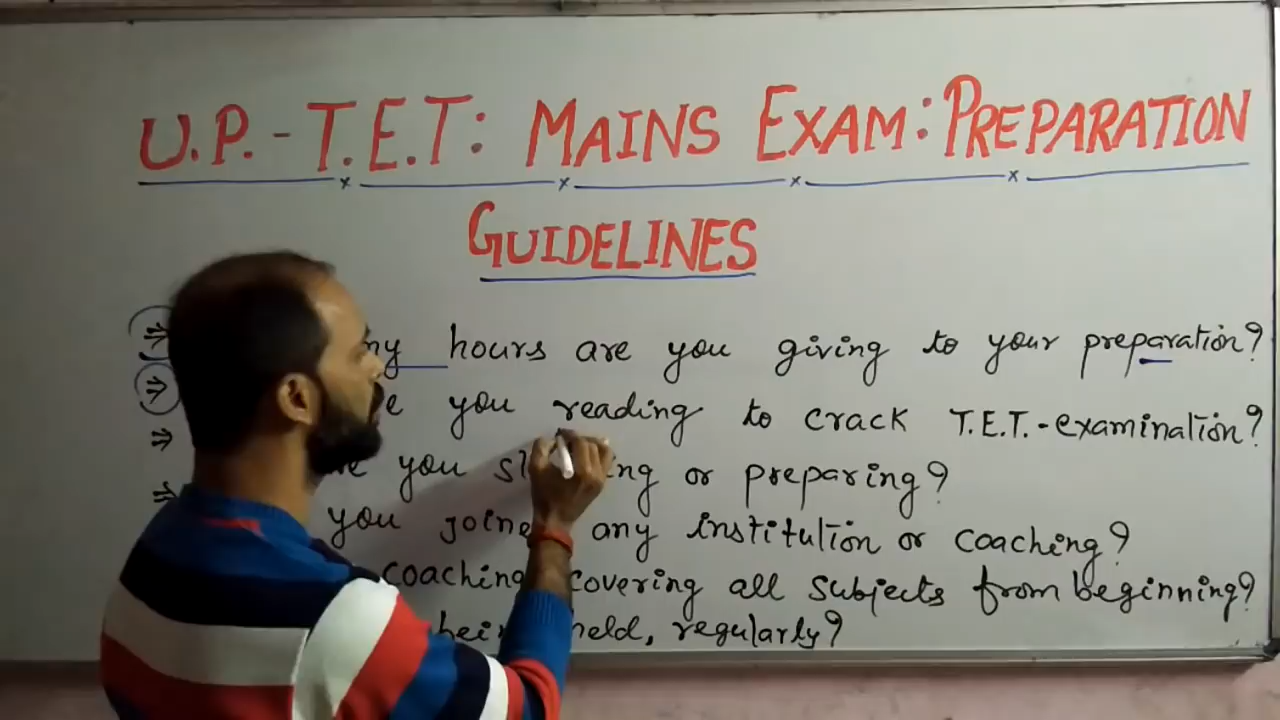 U.P.-T.E.T: MAINS EXAM: PREPARATION
GUIDELINES
hours are you giving to your preparation?
you reading to crack T.E.T.-examination?
you or preparing?
you any institution or coaching?
coaching covering all subjects from beginning?
held, regularly?